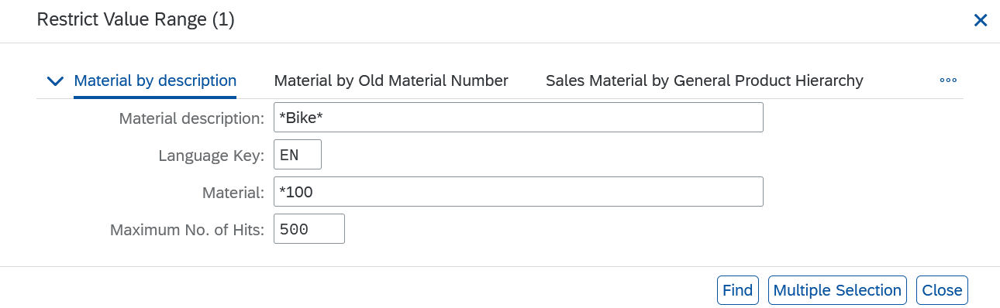 Restrict Value Range (1)
Material by description Material by Old Material Number Sales Material by General Product Hierarchy
Material description: *Bike*
Language Key: EN
Material: *100
Maximum No. of Hits: 500
Find Multiple Selection Close